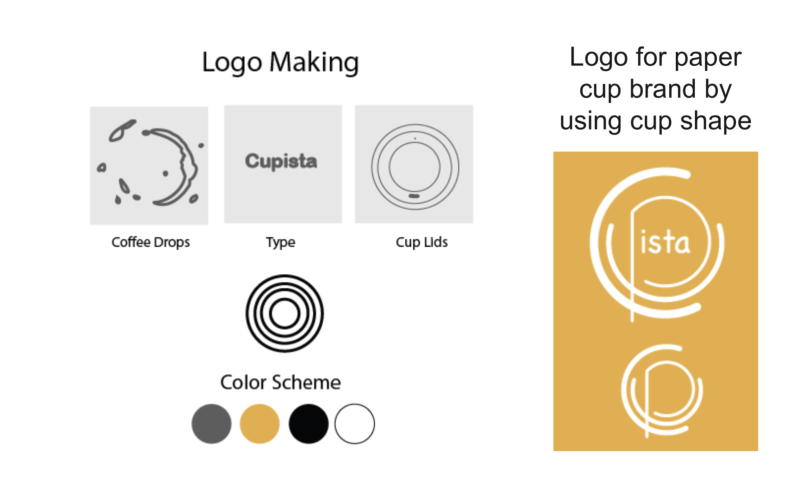 Logo Making
Logo for paper
cup brand by
using cup shape
Cupista
Coffee Drops
Type
Cup Lids
Color Scheme
ista